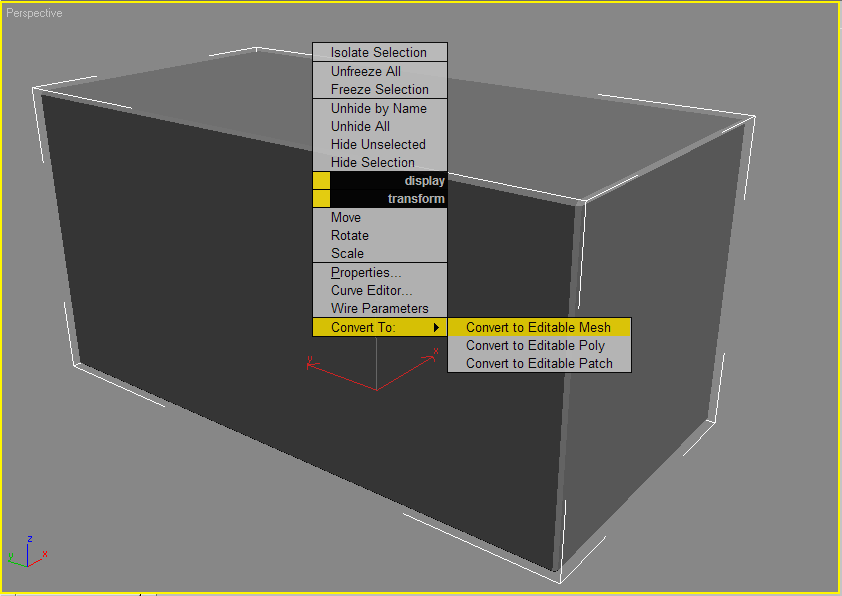 Perspective
Isolate Selection
Unfreeze All
Freeze Selection
Unhide by Name
Unhide All
Hide Unselected
Hide Selection
display
transform
Move
Rotate
Scale
Properties...
Curve Editor...
Wire Parameters
Convert To:
Convert to Editable Mesh
Convert to Editable Poly
Convert to Editable Patch
y
x
z
y
x